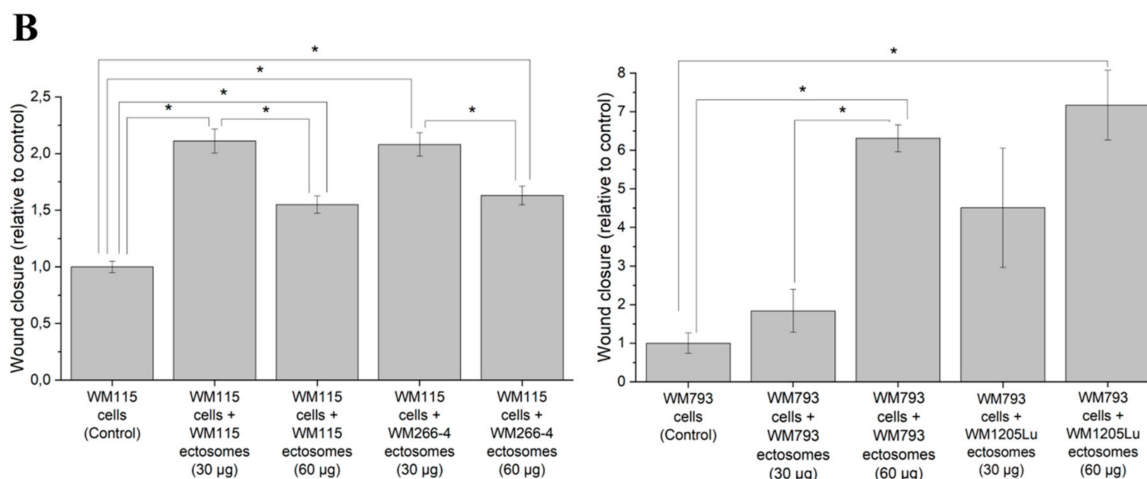 B
Wound closure (relative to control)
2,5
2,0
1,5
1,0
0,5
0,0
*
*
*
*
*
*
WM115
cells
(Control)
WM115
cells +
WM115
ectosomes
(30 µg)
WM115
cells +
WM115
ectosomes
(60 µg)
WM115
cells +
WM266-4
ectosomes
(30 µg)
WM115
cells +
WM266-4
ectosomes
(60 µg)
Wound closure (relative to control)
8
7
6
5
4
3
2
1
0
*
*
*
WM793
cells
(Control)
WM793
cells +
WM793
ectosomes
(30 µg)
WM793
cells +
WM793
ectosomes
(60 µg)
WM793
cells +
WM1205Lu
ectosomes
(30 µg)
WM793
cells +
WM1205Lu
ectosomes
(60 µg)